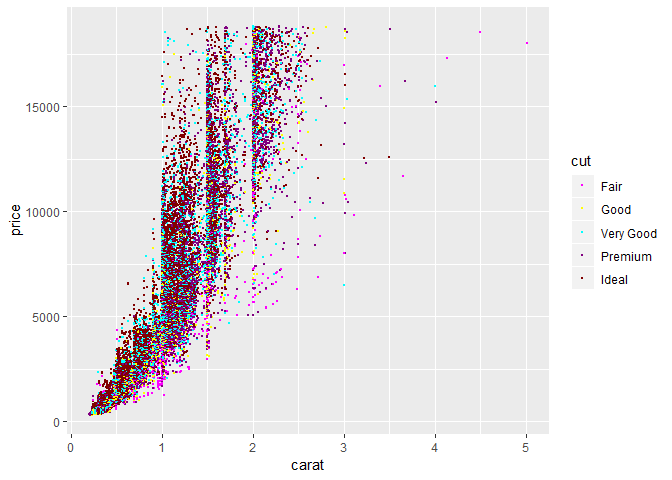 15000
10000
5000
0
price
0 1 2 3 4 5
carat
cut
Fair
Good
Very Good
Premium
Ideal